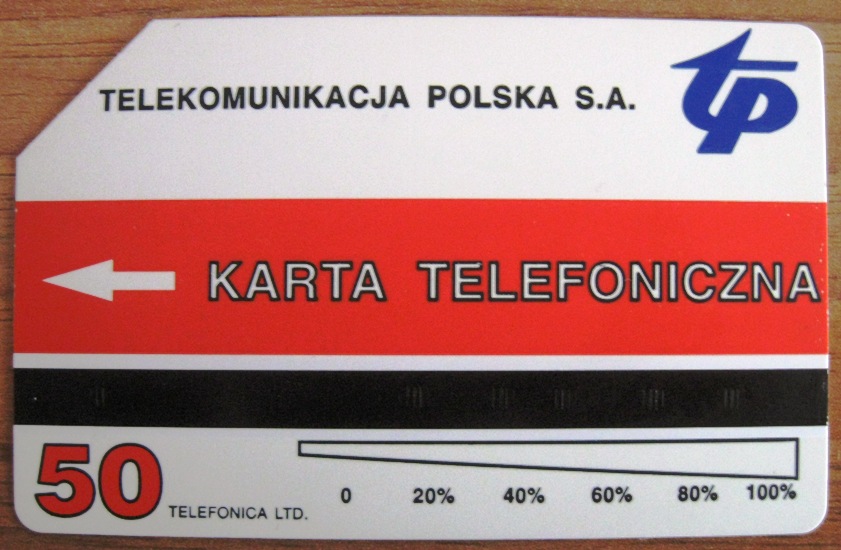 TELEKOMUNIKACJA POLSKA S.A.
tp
KARTA TELEFONICZNA
50
TELEFONICA LTD.
0 20% 40% 60% 80% 100%